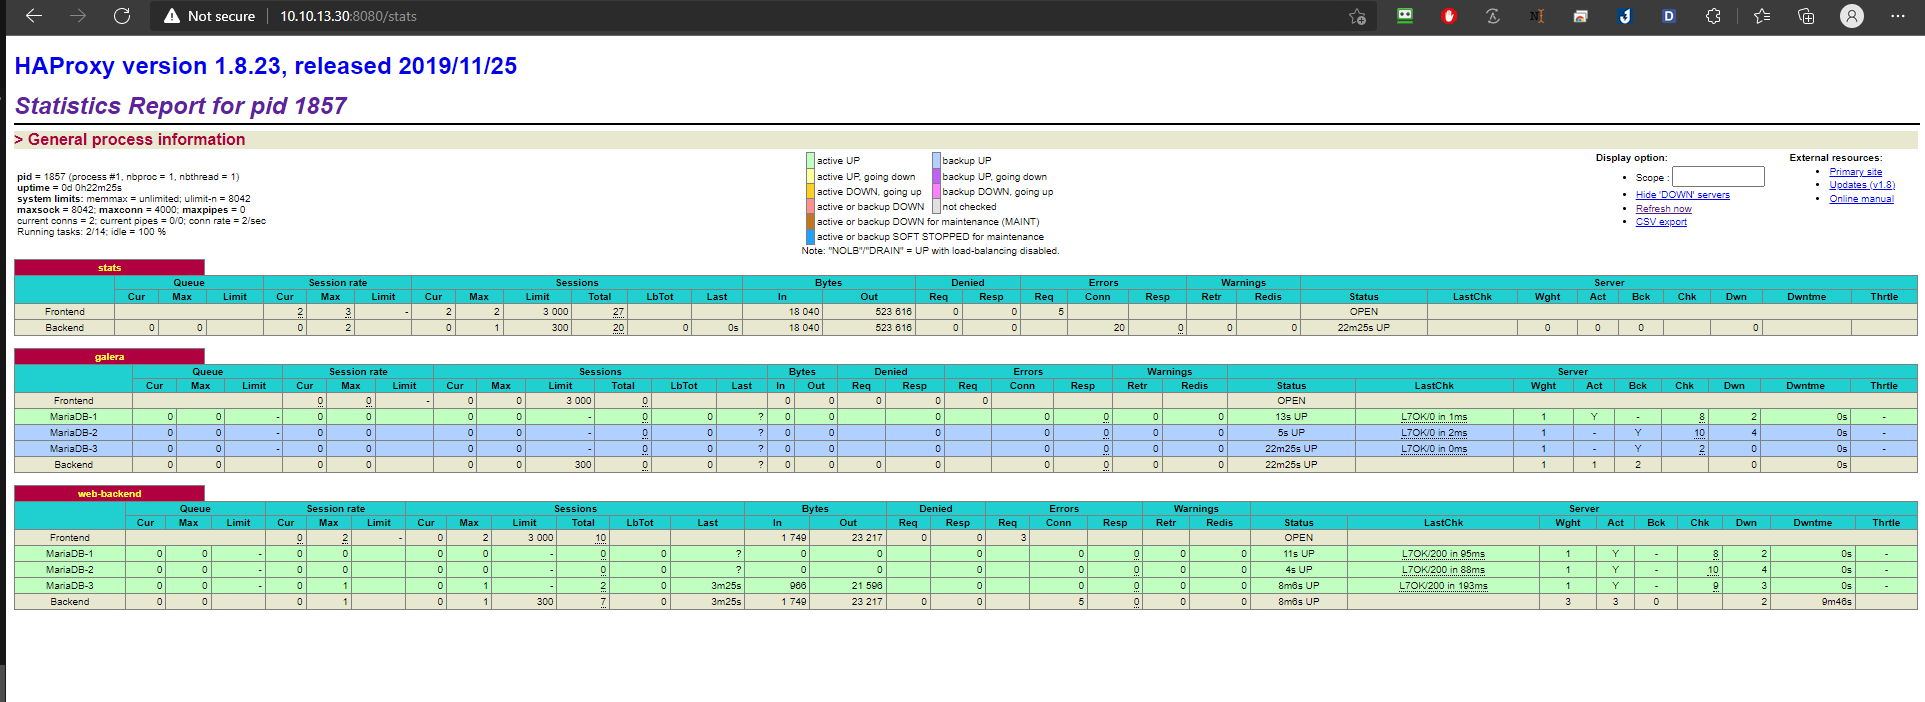 Not secure | 10.10.13.30:8080/stats
HAProxy version 1.8.23, released 2019/11/25
Statistics Report for pid 1857
> General process information
pid = 1857 (process #1, nbproc = 1, nbthread = 1)
uptime = 0d 0h22m25s
system limits: memmax = unlimited; ulimit-n = 8042
maxsock = 8042; maxconn = 4000; maxpipes = 0
current conns = 2; current pipes = 0/0; conn rate = 2/sec
Running tasks: 2/14; idle = 100 %
active UP backup UP
active UP, going down backup UP, going down
active DOWN, going up backup DOWN, going up
active or backup DOWN not checked
active or backup DOWN for maintenance (MAINT)
active or backup SOFT STOPPED for maintenance
Note: "NOLB"/"DRAIN" = UP with load-balancing disabled.
Display option:
• Scope :
• Hide 'DOWN' servers
• Refresh now
• CSV export
External resources:
• Primary site
• Updates (v1.8)
• Online manual
stats
Queue Session rate Sessions Bytes Denied Errors Warnings Server
Cur Max Limit Cur Max Limit Cur Max Limit Total LbTot Last In Out Req Resp Req Conn Resp Retr Redis Status LastChk Wght Act Bck Chk Dwn Dwntme Thrtle
Frontend 2 3 - 2 2 3 000 27 18 040 523 616 0 0 5 OPEN
Backend 0 0 0 2 0 1 300 20 0 0s 18 040 523 616 0 0 20 0 0 0 22m25s UP 0 0 0 0
galera
Queue Session rate Sessions Bytes Denied Errors Warnings Server
Cur Max Limit Cur Max Limit Cur Max Limit Total LbTot Last In Out Req Resp Req Conn Resp Retr Redis Status LastChk Wght Act Bck Chk Dwn Dwntme Thrtle
Frontend 0 0 - 0 0 3 000 0 0 0 0 0 0 OPEN
MariaDB-1 0 0 - 0 0 0 0 - 0 0 ? 0 0 0 0 0 0 0 13s UP L7OK/0 in 1ms 1 Y - 8 2 0s -
MariaDB-2 0 0 - 0 0 0 0 - 0 0 ? 0 0 0 0 0 0 0 5s UP L7OK/0 in 2ms 1 - Y 10 4 0s -
MariaDB-3 0 0 - 0 0 0 0 - 0 0 ? 0 0 0 0 0 0 0 22m25s UP L7OK/0 in 0ms 1 - Y 2 0 0s -
Backend 0 0 0 0 0 0 300 0 0 ? 0 0 0 0 0 0 0 0 22m25s UP 1 1 2 0 0s
web-backend
Queue Session rate Sessions Bytes Denied Errors Warnings Server
Cur Max Limit Cur Max Limit Cur Max Limit Total LbTot Last In Out Req Resp Req Conn Resp Retr Redis Status LastChk Wght Act Bck Chk Dwn Dwntme Thrtle
Frontend 0 2 - 0 2 3 000 10 1 749 23 217 0 0 3 OPEN
MariaDB-1 0 0 - 0 0 0 0 - 0 0 ? 0 0 0 0 0 0 0 11s UP L7OK/200 in 95ms 1 Y - 8 2 0s -
MariaDB-2 0 0 - 0 0 0 0 - 0 0 ? 0 0 0 0 0 0 0 4s UP L7OK/200 in 88ms 1 Y - 10 4 0s -
MariaDB-3 0 0 - 0 1 0 1 - 2 0 3m25s 966 21 596 0 0 0 0 0 8m6s UP L7OK/200 in 193ms 1 Y - 9 3 0s -
Backend 0 0 0 1 0 1 300 7 0 3m25s 1 749 23 217 0 0 5 0 0 0 8m6s UP 3 3 0 2 9m46s